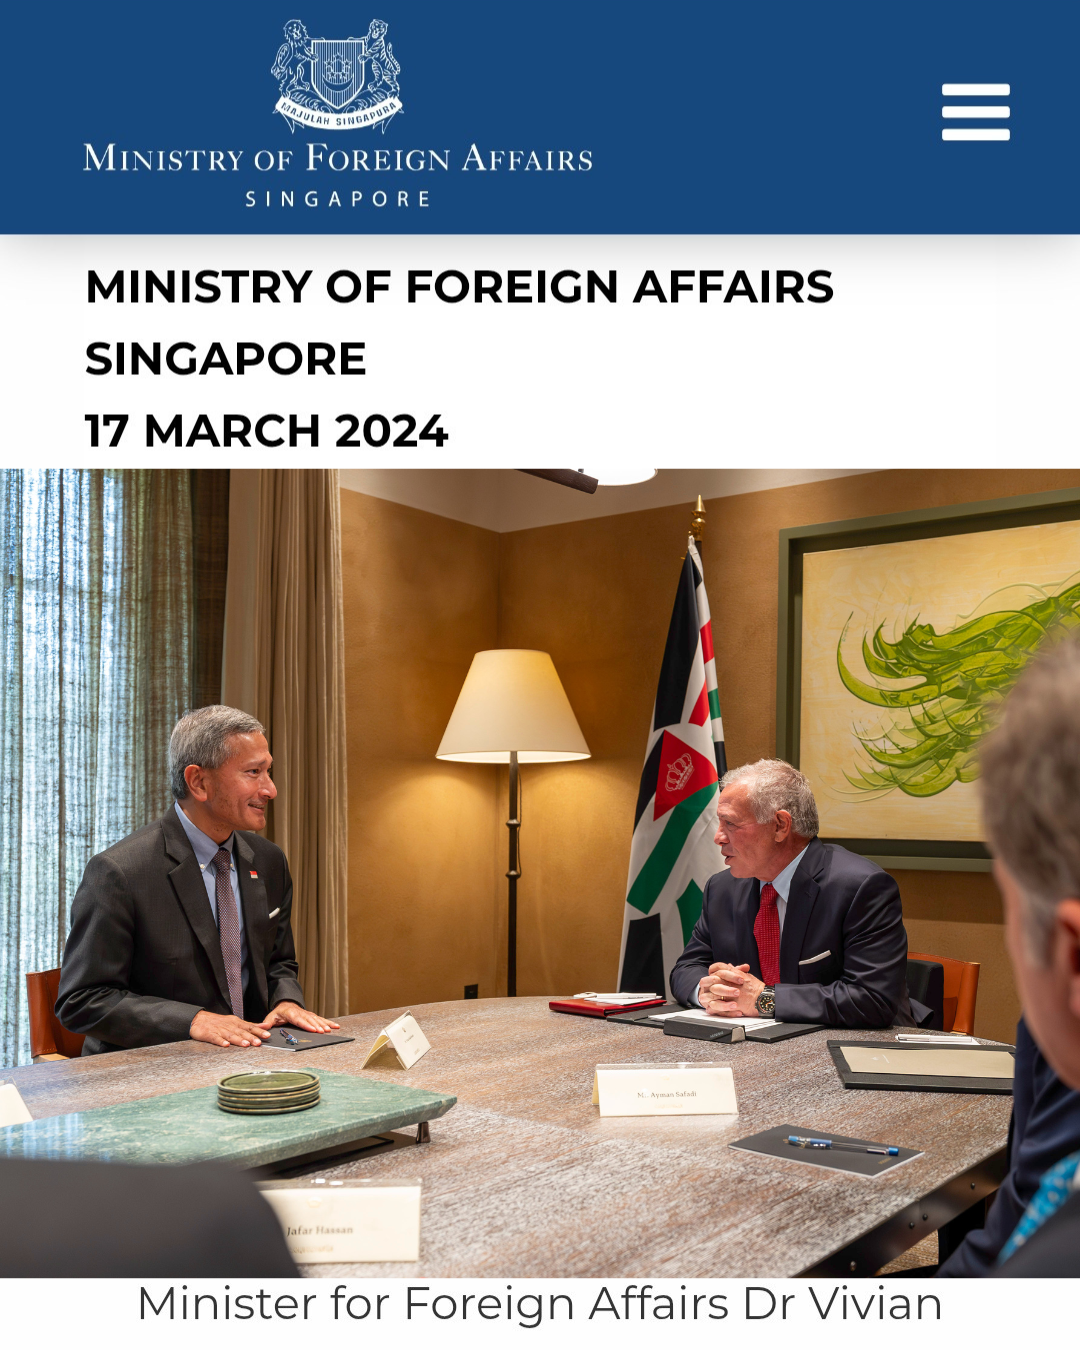 MAJULAH SINGAPURA
MINISTRY OF FOREIGN AFFAIRS
SINGAPORE
MINISTRY OF FOREIGN AFFAIRS
SINGAPORE
17 MARCH 2024
Ayman Safadi
Jafar Hassan
Minister for Foreign Affairs Dr Vivian